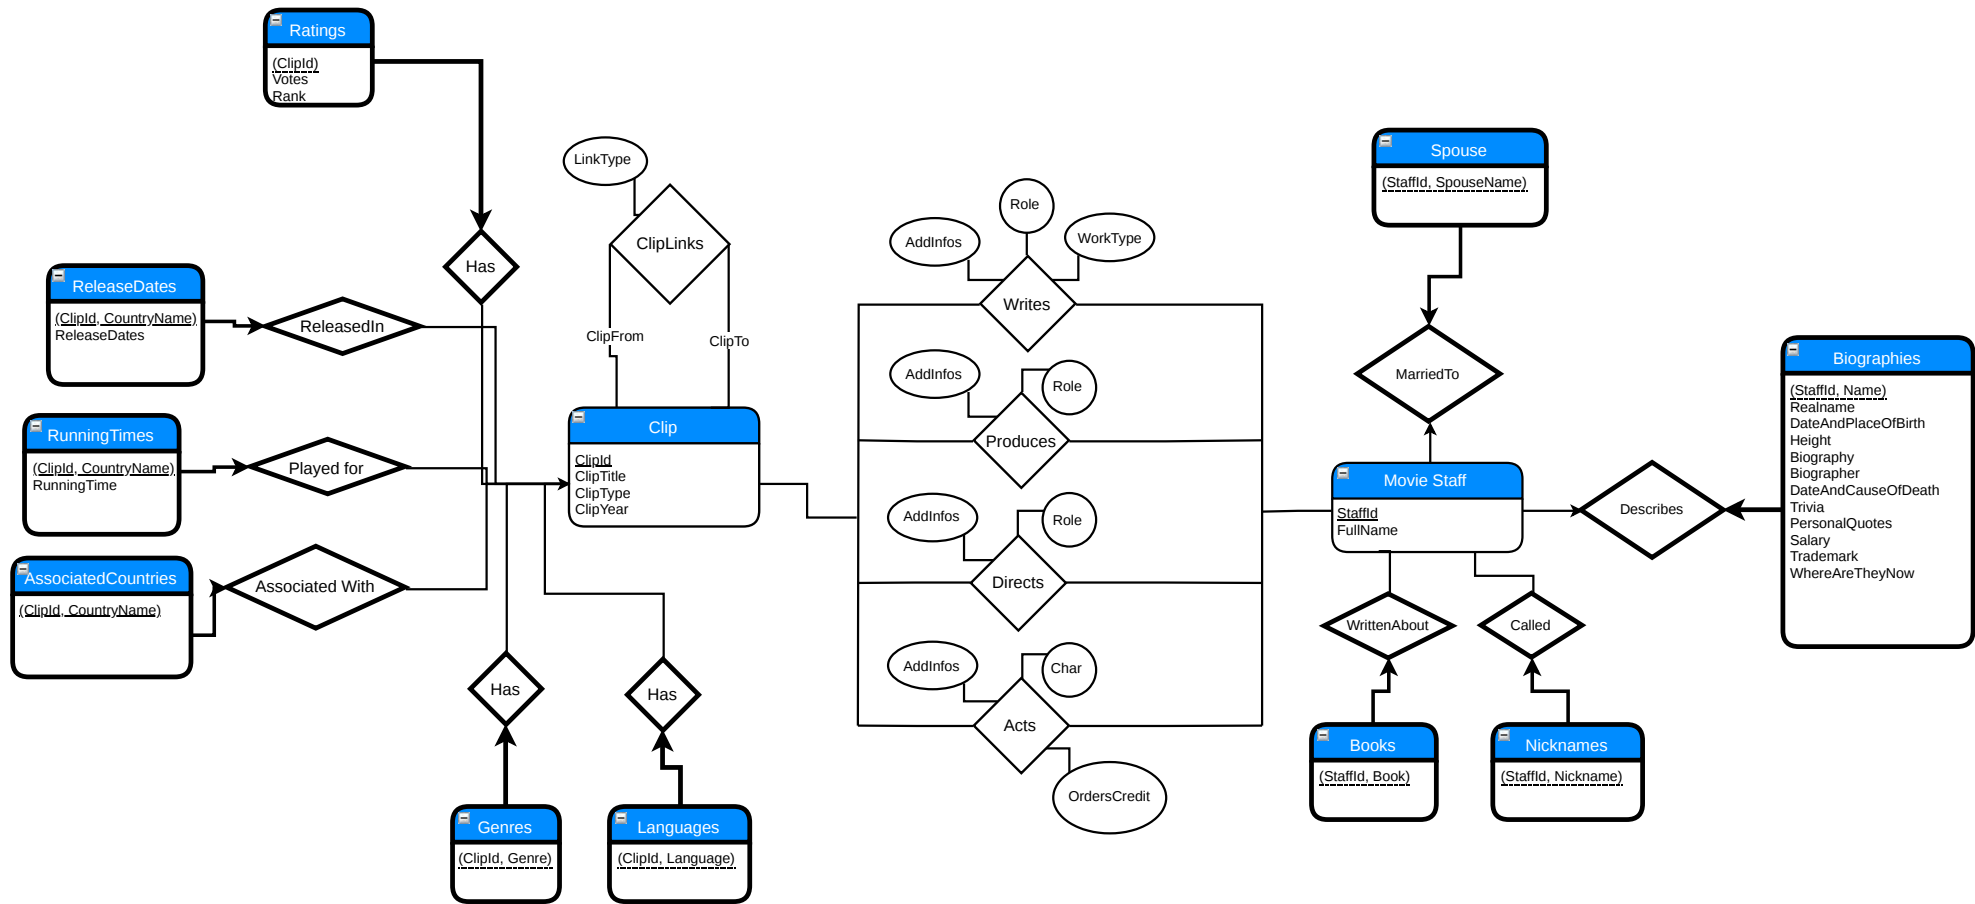 Ratings
(ClipId)
Votes
Rank
LinkType
ClipLinks
ClipFrom
ClipTo
Has
ReleaseDates
(ClipId, CountryName)
ReleaseDates
ReleasedIn
RunningTimes
(ClipId, CountryName)
RunningTime
Played for
AssociatedCountries
(ClipId, CountryName)
Associated With
Clip
ClipId
ClipTitle
ClipType
ClipYear
Has
Has
Genres
(ClipId, Genre)
Languages
(ClipId, Language)
Role
AddInfos
WorkType
Writes
AddInfos
Role
Produces
AddInfos
Role
Directs
AddInfos
Char
Acts
OrdersCredit
Spouse
(StaffId, SpouseName)
MarriedTo
Movie Staff
StaffId
FullName
Describes
Biographies
(StaffId, Name)
Realname
DateAndPlaceOfBirth
Height
Biography
Biographer
DateAndCauseOfDeath
Trivia
PersonalQuotes
Salary
Trademark
WhereAreTheyNow
WrittenAbout
Called
Books
(StaffId, Book)
Nicknames
(StaffId, Nickname)